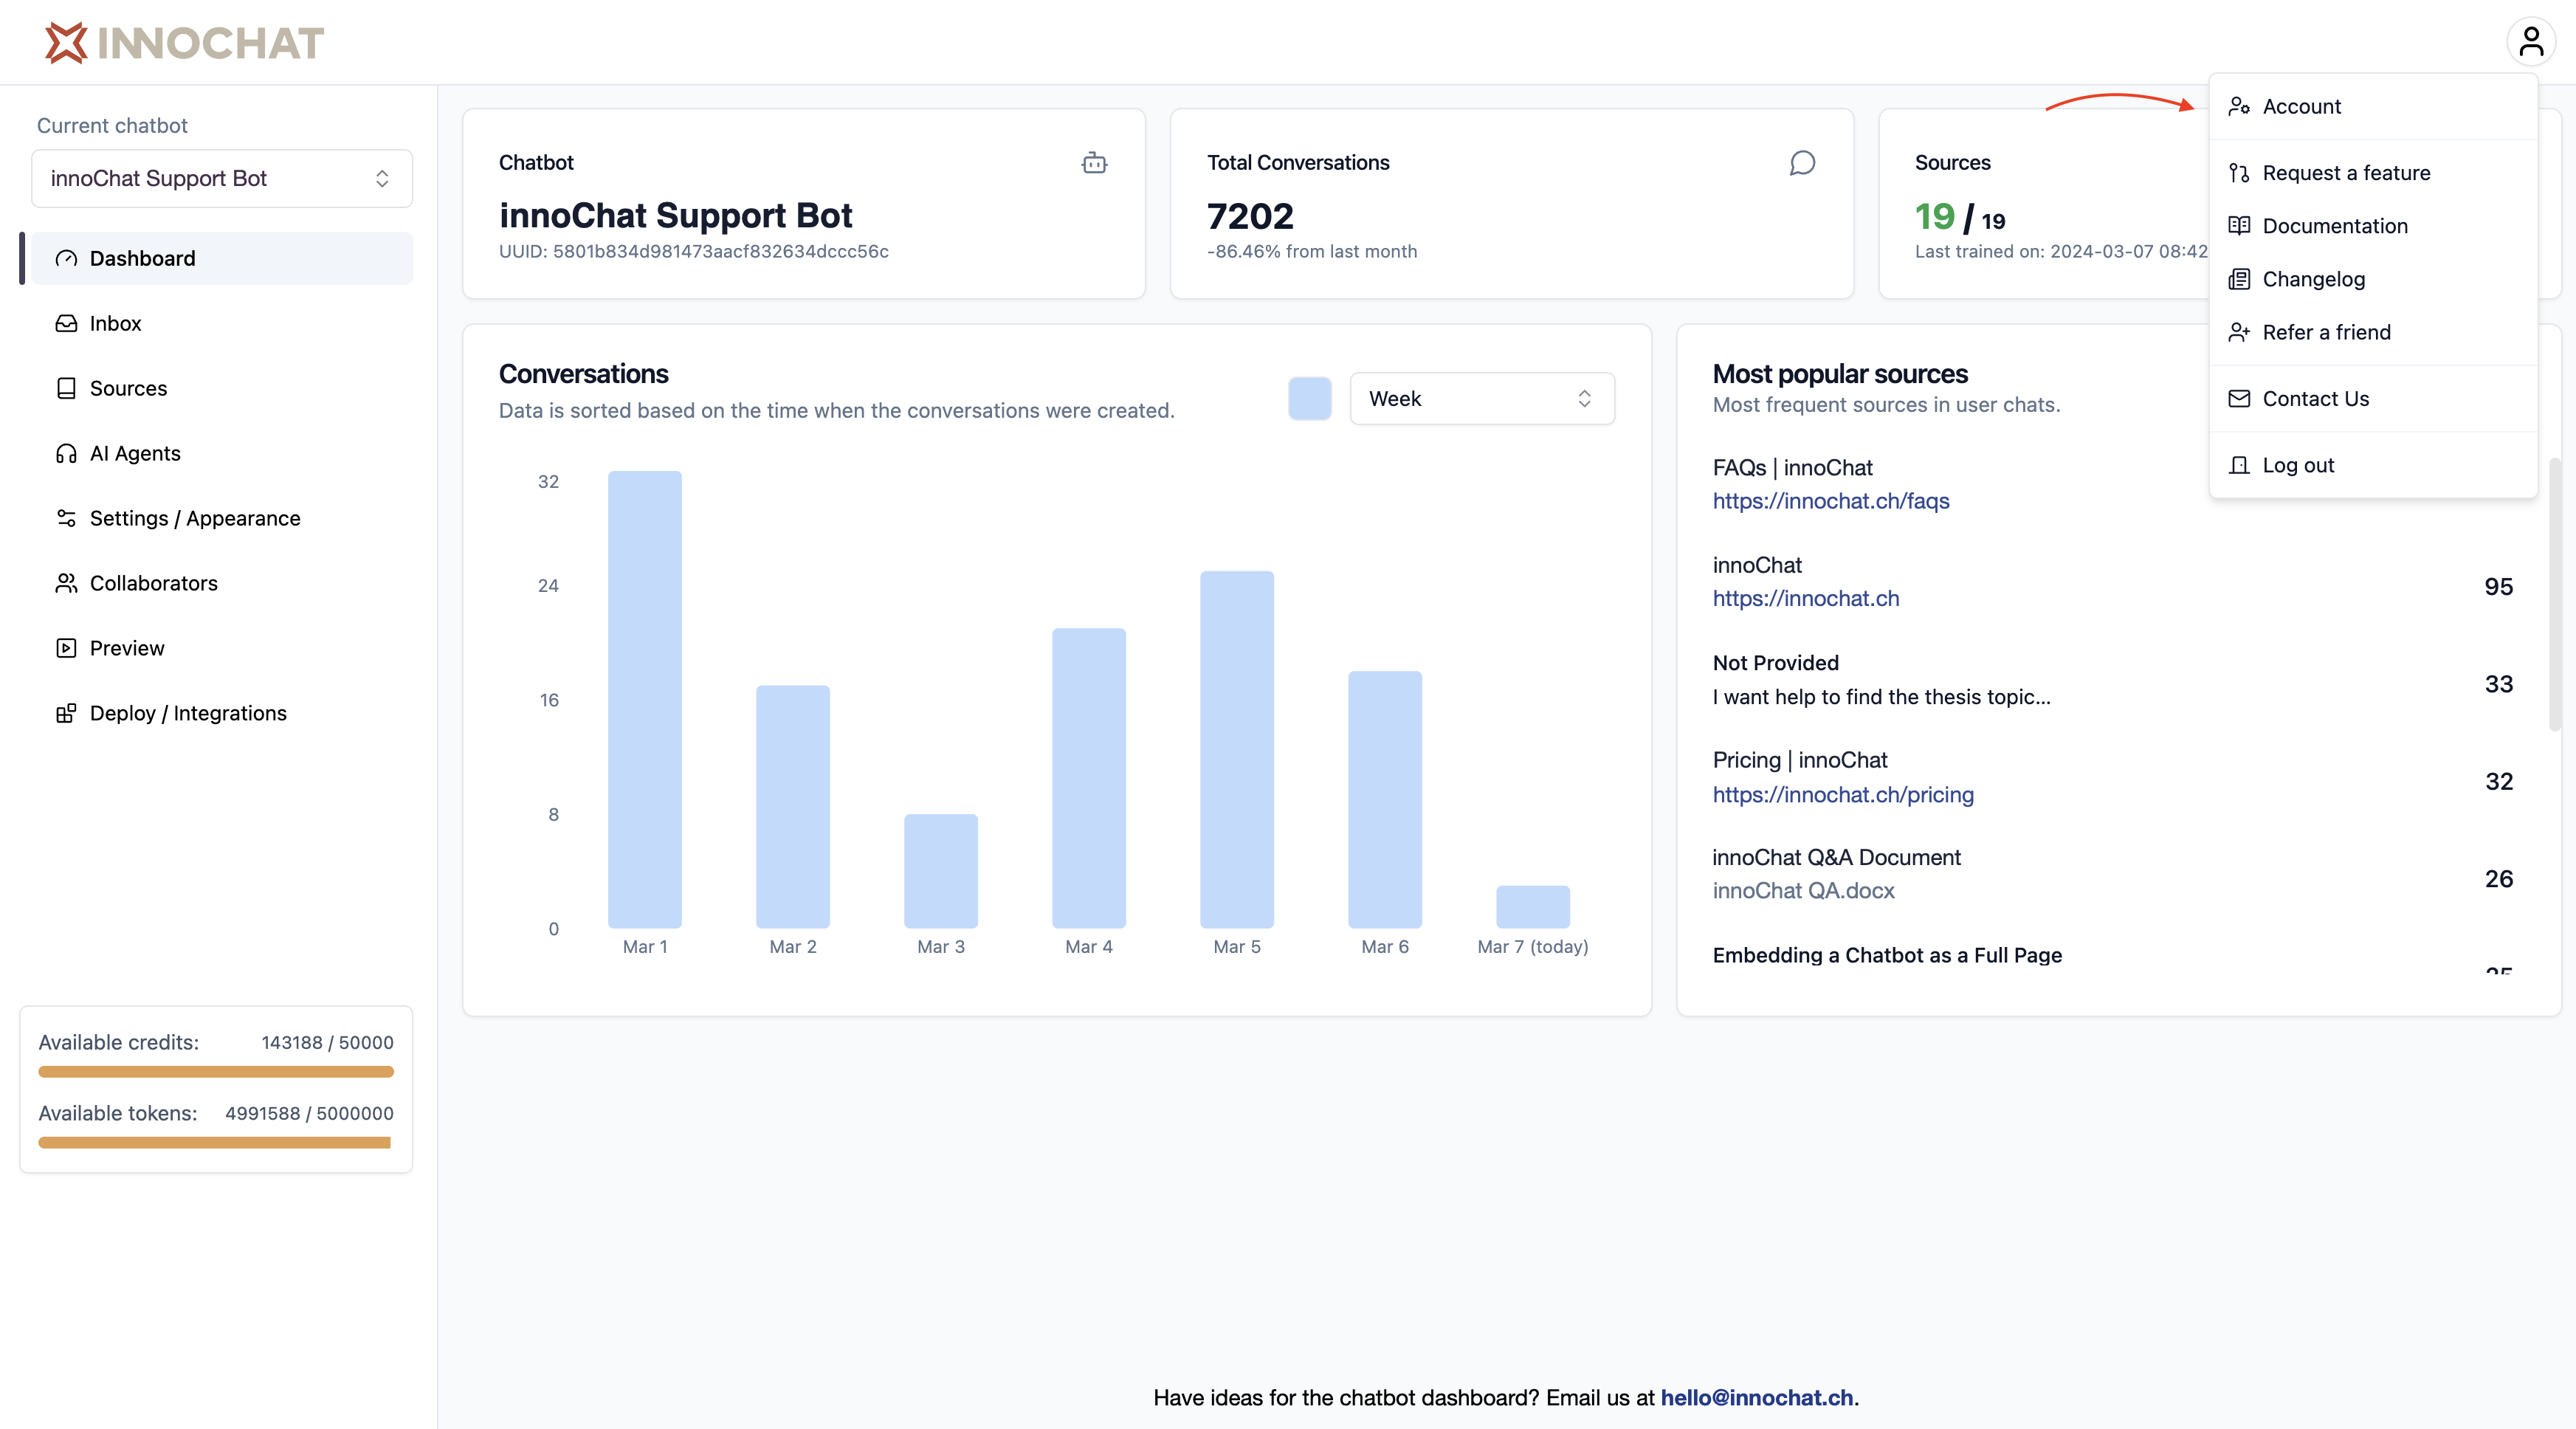 INNOCHAT
Current chatbot
innoChat Support Bot
Dashboard
Inbox
Sources
AI Agents
Settings / Appearance
Collaborators
Preview
Deploy / Integrations
Available credits: 143188 / 50000
Available tokens: 4991588 / 5000000
Chatbot
innoChat Support Bot
UUID: 5801b834d981473aacf832634dccc56c
Total Conversations
7202
-86.46% from last month
Sources
19 / 19
Last trained on: 2024-03-07 08:42
Account
Request a feature
Documentation
Changelog
Refer a friend
Contact Us
Log out
Conversations
Data is sorted based on the time when the conversations were created.
Week
32
24
16
8
0
Mar 1 Mar 2 Mar 3 Mar 4 Mar 5 Mar 6 Mar 7 (today)
Most popular sources
Most frequent sources in user chats.
FAQs | innoChat
https://innochat.ch/faqs
innoChat
https://innochat.ch
95
Not Provided
I want help to find the thesis topic...
33
Pricing | innoChat
https://innochat.ch/pricing
32
innoChat Q&A Document
innoChat QA.docx
26
Embedding a Chatbot as a Full Page
Have ideas for the chatbot dashboard? Email us at hello@innochat.ch.